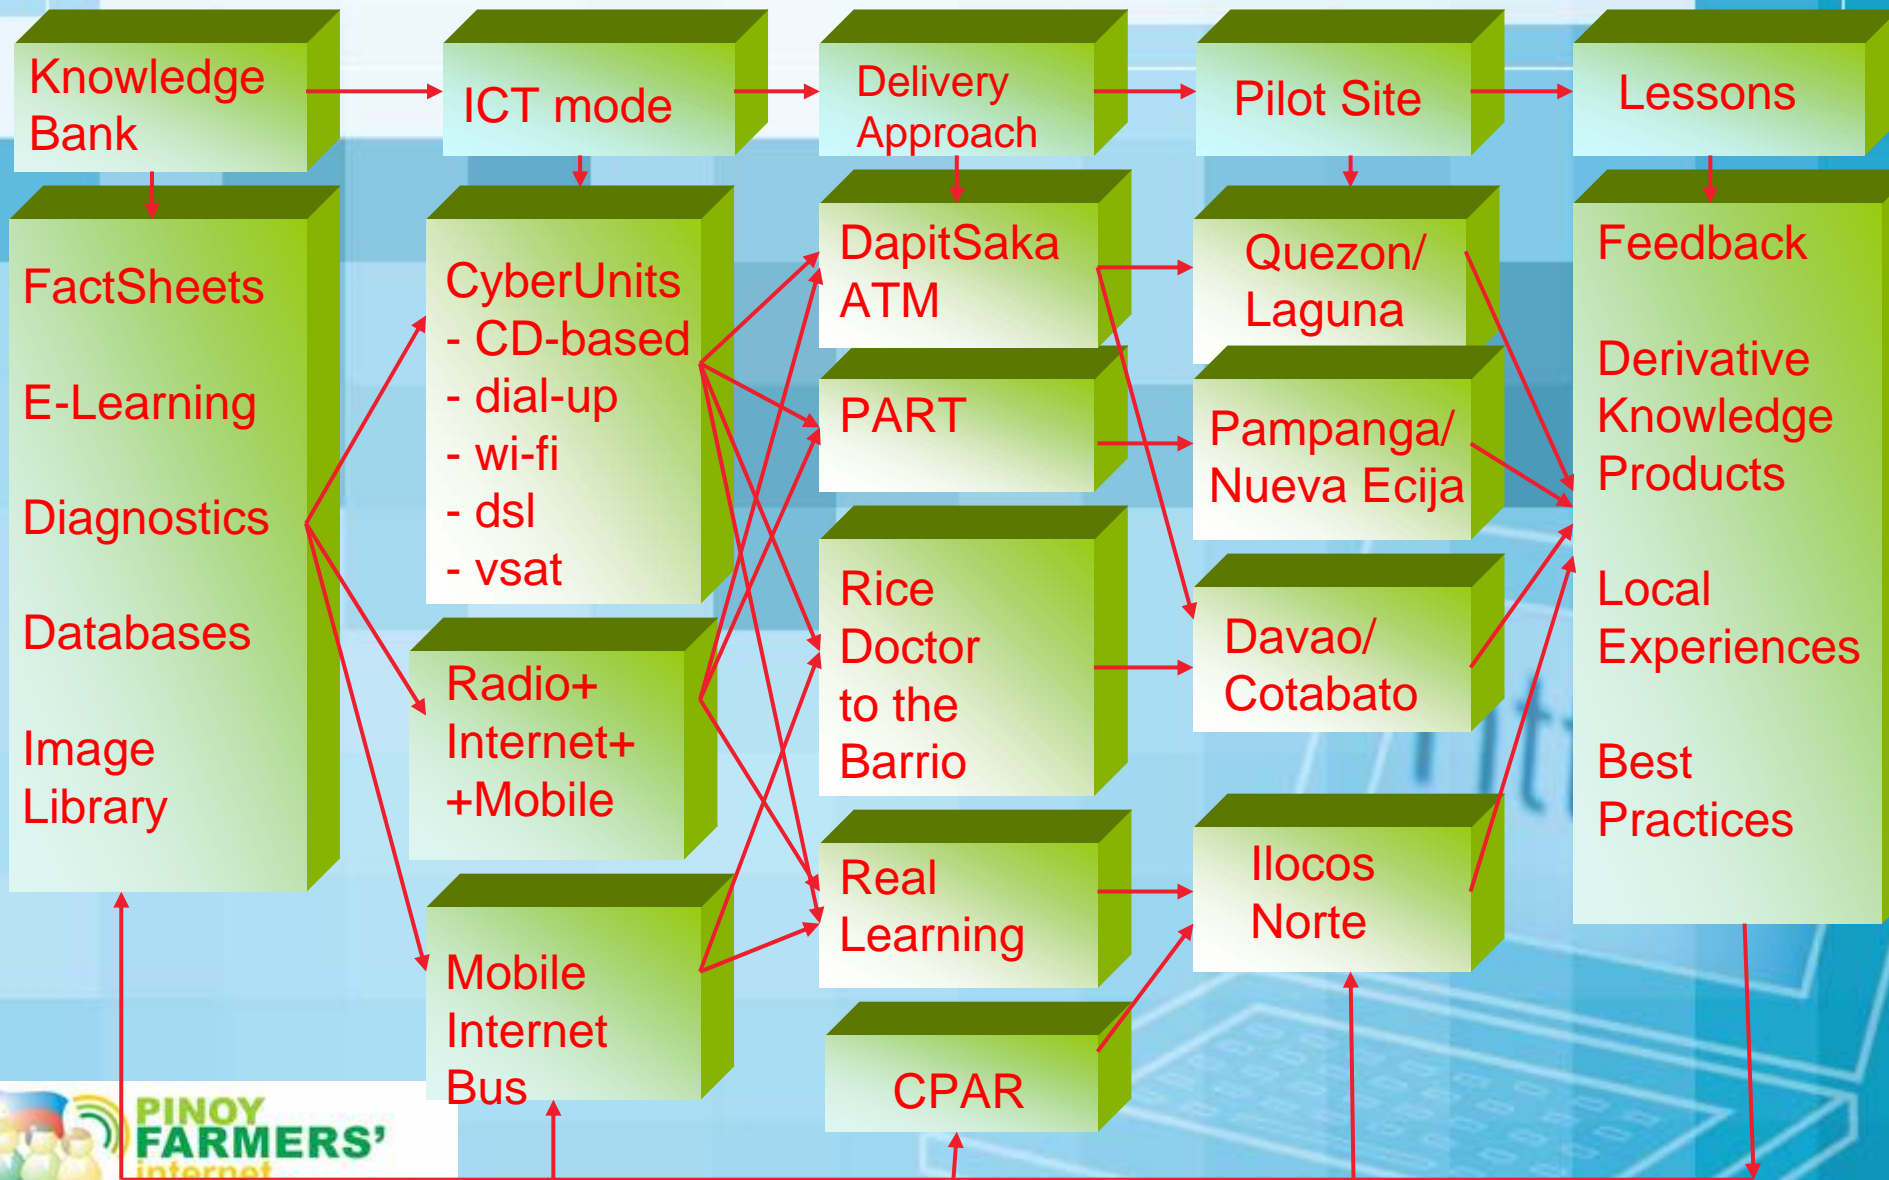 Knowledge
Bank
ICT mode
Delivery
Approach
Pilot Site
Lessons
FactSheets
E-Learning
Diagnostics
Databases
Image
Library
CyberUnits
- CD-based
- dial-up
- wi-fi
- dsl
- vsat
Radio+
Internet+
+Mobile
Mobile
Internet
Bus
DapitSaka
ATM
PART
Rice
Doctor
to the
Barrio
Real
Learning
CPAR
Quezon/
Laguna
Pampanga/
Nueva Ecija
Davao/
Cotabato
Ilocos
Norte
Feedback
Derivative
Knowledge
Products
Local
Experiences
Best
Practices
PINOY
FARMERS'
internet